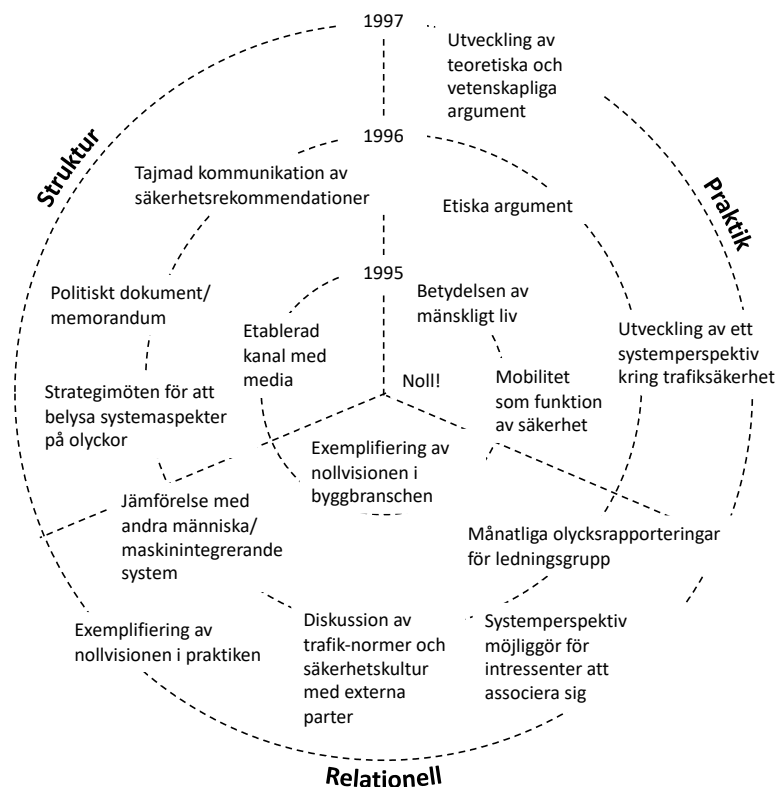 1997
Utveckling av
teoretiska och
vetenskapliga
argument
Struktur
1996
Tajmad kommunikation av
säkerhetsrekommendationer
Etiska argument
Praktik
1995
Politiskt dokument/
memorandum
Betydelsen av
mänskligt liv
Etablerad
kanal med
media
Utveckling av ett
systemperspektiv
kring trafiksäkerhet
Noll!
Mobilitet
som funktion
av säkerhet
Strategimöten för att
belysa systemaspekter
på olyckor
Exemplifiering av
nollvisionen i
byggbranschen
Jämförelse med
andra människa/
maskinintegrerande
system
Månatliga olycksrapporteringar
för ledningsgrupp
Exemplifiering av
nollvisionen i praktiken
Diskussion av
trafik-normer och
säkerhetskultur
med externa
parter
Systemperspektiv
möjliggör för
intressenter att
associera sig
Relationell